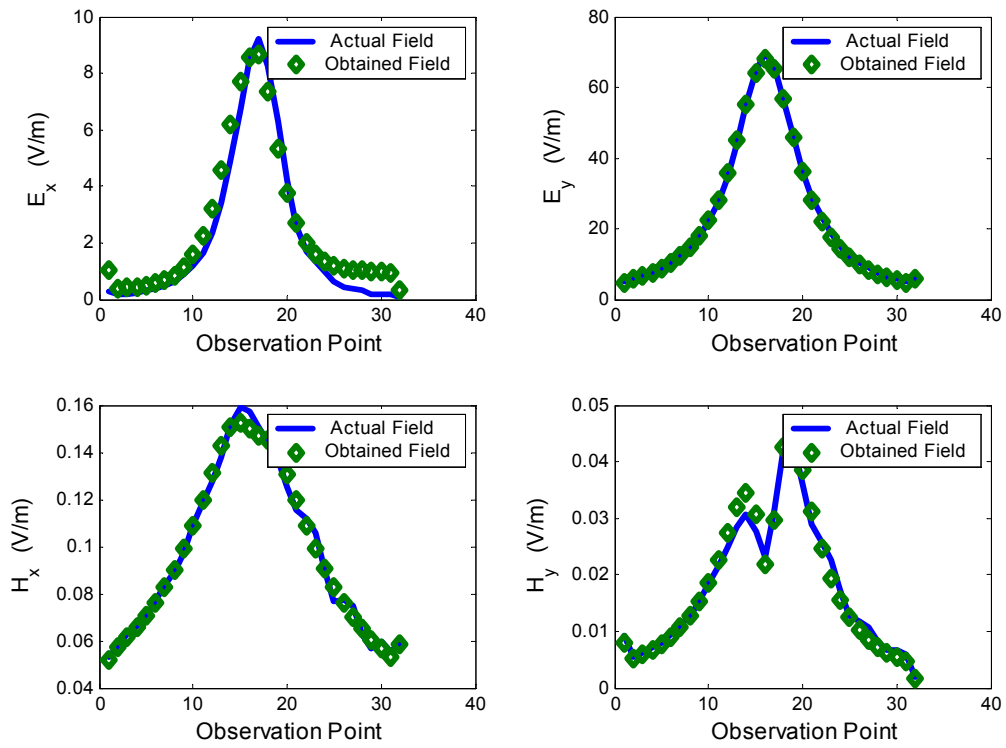 10
8
6
4
2
0
E_x (V/m)
Actual Field
Obtained Field
0 10 20 30 40
Observation Point
80
60
40
20
0
E_y (V/m)
Actual Field
Obtained Field
0 10 20 30 40
Observation Point
0.16
0.14
0.12
0.1
0.08
0.06
0.04
H_x (V/m)
Actual Field
Obtained Field
0 10 20 30 40
Observation Point
0.05
0.04
0.03
0.02
0.01
0
H_y (V/m)
Actual Field
Obtained Field
0 10 20 30 40
Observation Point